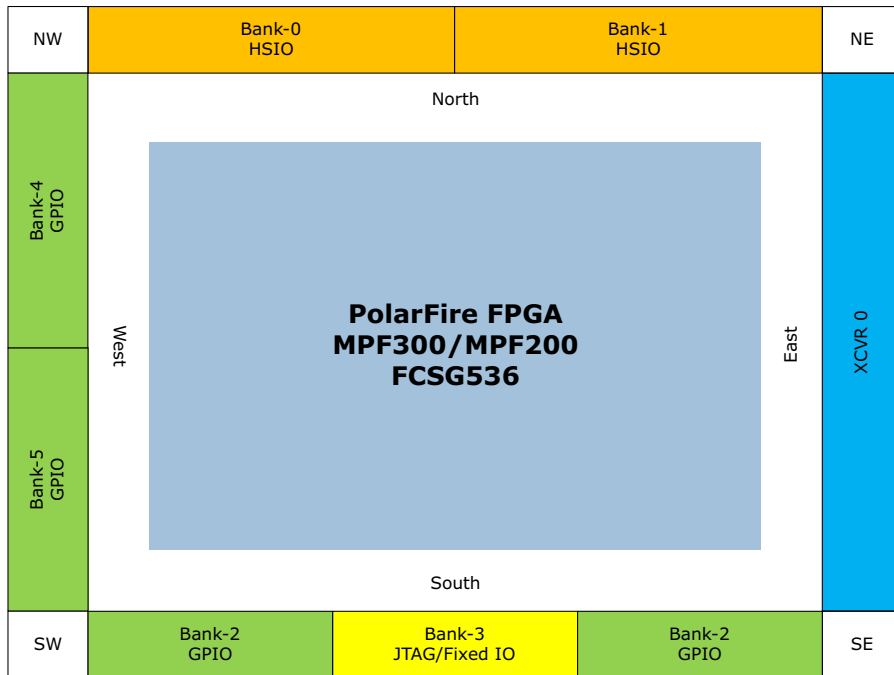 NW
Bank-0
HSIO
Bank-1
HSIO
NE
North
Bank-4
GPIO
West
PolarFire FPGA
MPF300/MPF200
FCSG536
East
XCVR 0
Bank-5
GPIO
South
SW
Bank-2
GPIO
Bank-3
JTAG/Fixed IO
Bank-2
GPIO
SE